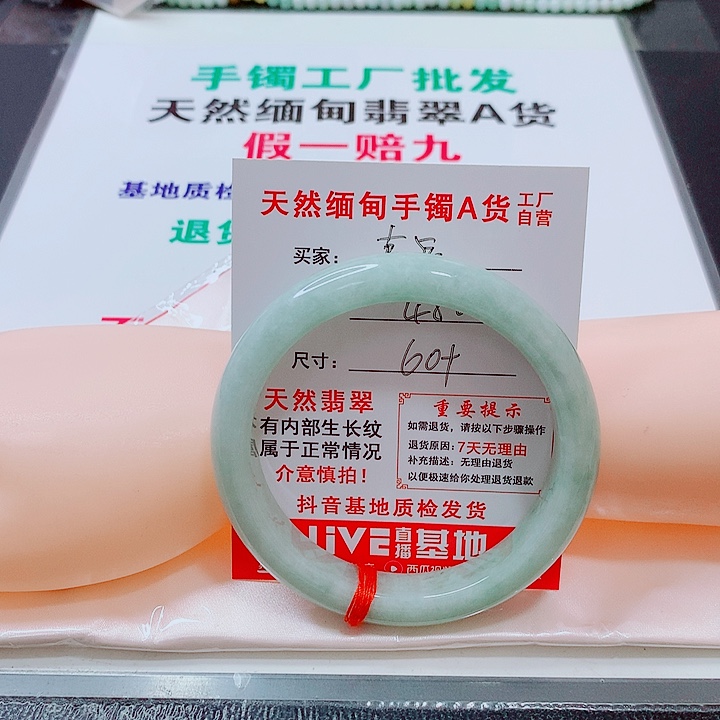 手镯工厂批发
天然缅甸翡翠A货
假一赔九
基地质检
退货
天然缅甸手镯A货 工厂自营
买家：
48
尺寸： 60+
天然翡翠
有内部生长纹
属于正常情况
介意慎拍！
重要提示
如需退货，请按以下步骤操作
退货原因：7天无理由
补充描述：无理由退货
以便极速给你处理退货退款
抖音基地质检发货
LIVE 直播 基地
西瓜视